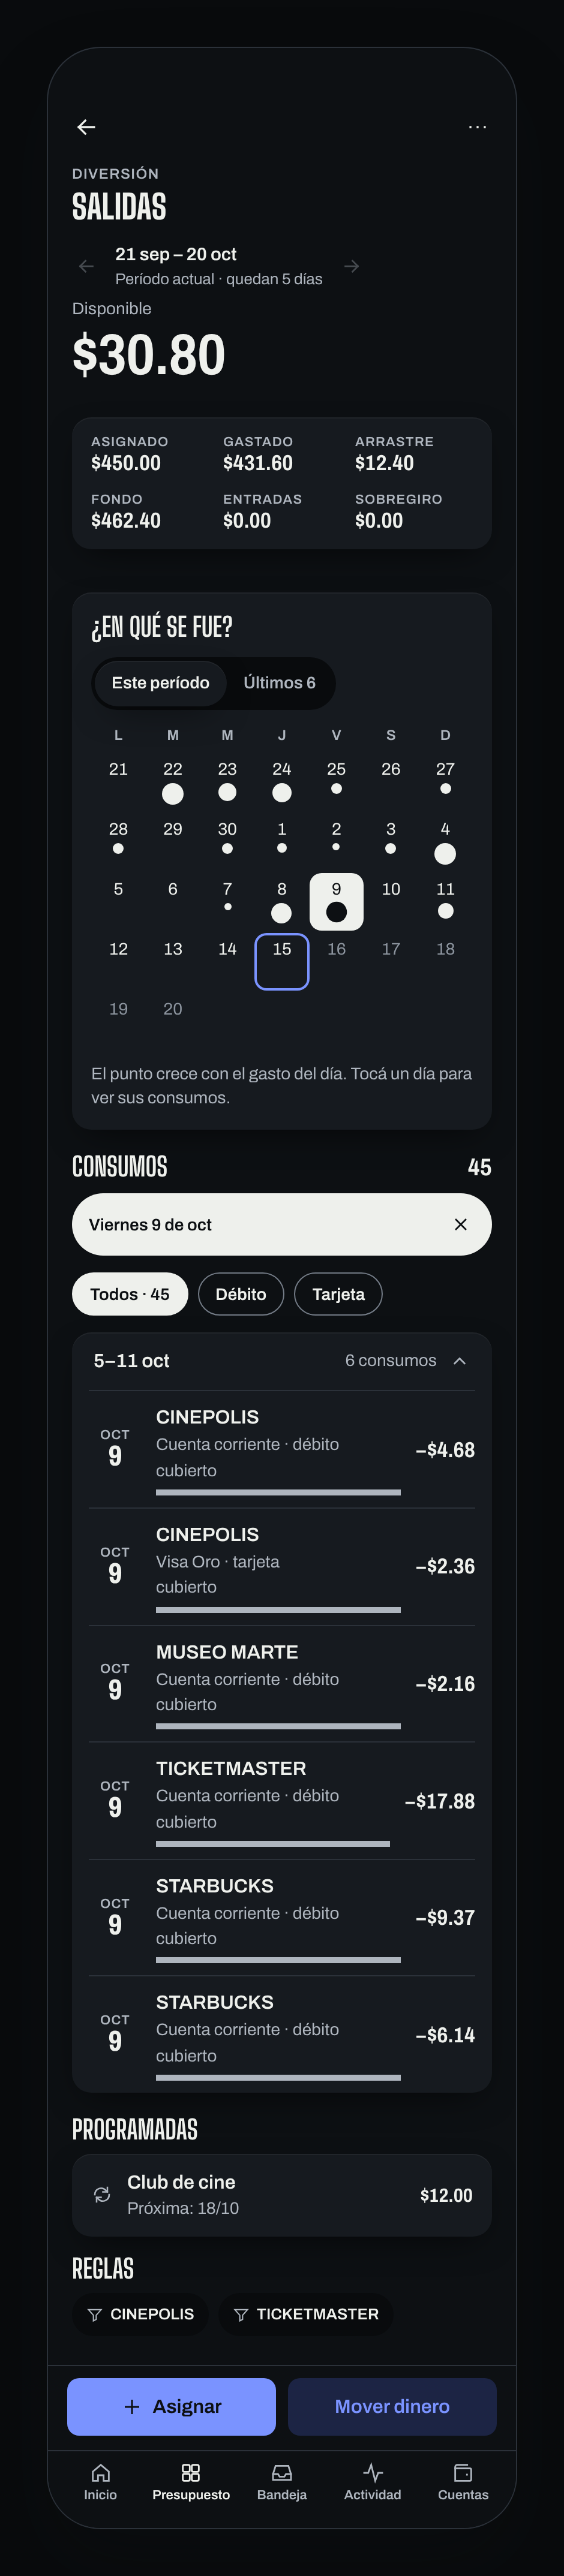 DIVERSIÓN
SALIDAS
21 sep – 20 oct
Período actual · quedan 5 días
Disponible
$30.80
ASIGNADO GASTADO ARRASTRE
$450.00 $431.60 $12.40
FONDO ENTRADAS SOBREGIRO
$462.40 $0.00 $0.00
¿EN QUÉ SE FUE?
Este período Últimos 6
L M M J V S D
21 22 23 24 25 26 27
28 29 30 1 2 3 4
5 6 7 8 9 10 11
12 13 14 15 16 17 18
19 20
El punto crece con el gasto del día. Tocá un día para
ver sus consumos.
CONSUMOS 45
Viernes 9 de oct
Todos · 45 Débito Tarjeta
5–11 oct 6 consumos
OCT
9
CINEPOLIS
Cuenta corriente · débito
cubierto
−$4.68
OCT
9
CINEPOLIS
Visa Oro · tarjeta
cubierto
−$2.36
OCT
9
MUSEO MARTE
Cuenta corriente · débito
cubierto
−$2.16
OCT
9
TICKETMASTER
Cuenta corriente · débito
cubierto
−$17.88
OCT
9
STARBUCKS
Cuenta corriente · débito
cubierto
−$9.37
OCT
9
STARBUCKS
Cuenta corriente · débito
cubierto
−$6.14
PROGRAMADAS
Club de cine
Próxima: 18/10
$12.00
REGLAS
CINEPOLIS TICKETMASTER
Asignar Mover dinero
Inicio Presupuesto Bandeja Actividad Cuentas